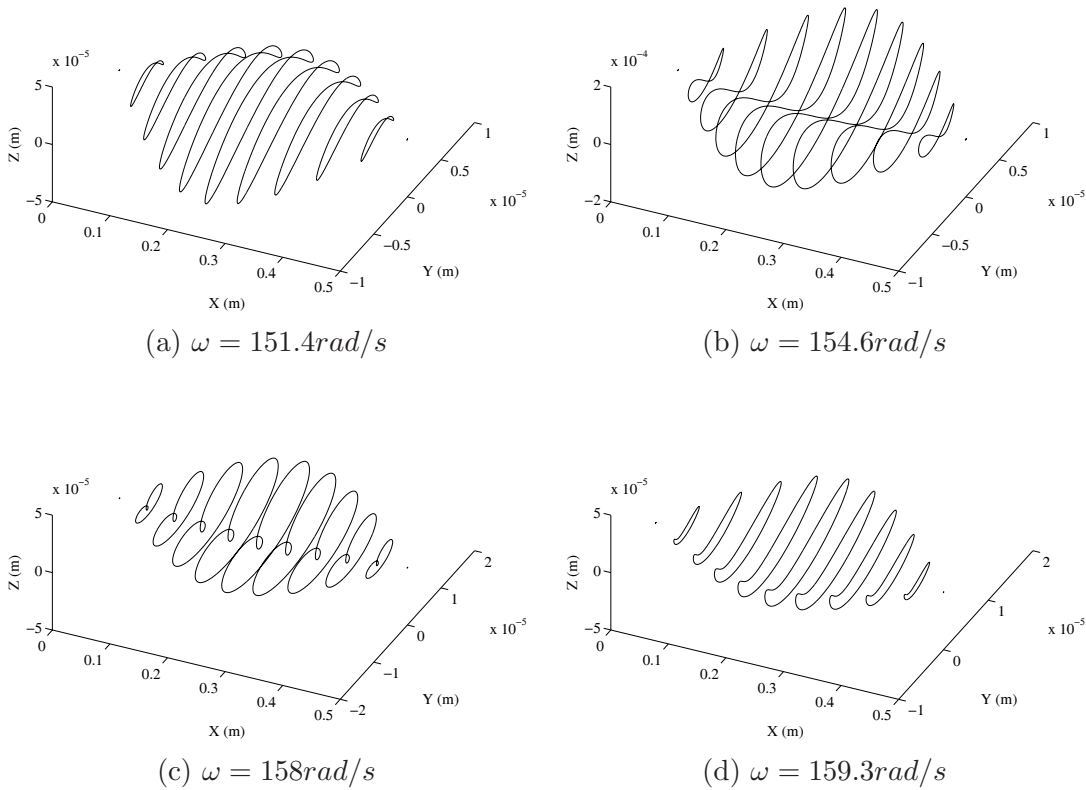 x 10⁻⁵
5
0
−5
Z (m)
0
0.1
0.2
0.3
0.4
0.5
X (m)
−1
−0.5
0
0.5
1
x 10⁻⁵
Y (m)
(a) ω = 151.4rad/s
x 10⁻⁴
2
0
−2
Z (m)
0
0.1
0.2
0.3
0.4
0.5
X (m)
−1
−0.5
0
0.5
1
x 10⁻⁵
Y (m)
(b) ω = 154.6rad/s
x 10⁻⁵
5
0
−5
Z (m)
0
0.1
0.2
0.3
0.4
0.5
X (m)
−2
−1
0
1
2
x 10⁻⁵
Y (m)
(c) ω = 158rad/s
x 10⁻⁵
5
0
−5
Z (m)
0
0.1
0.2
0.3
0.4
0.5
X (m)
−1
0
1
2
x 10⁻⁵
Y (m)
(d) ω = 159.3rad/s